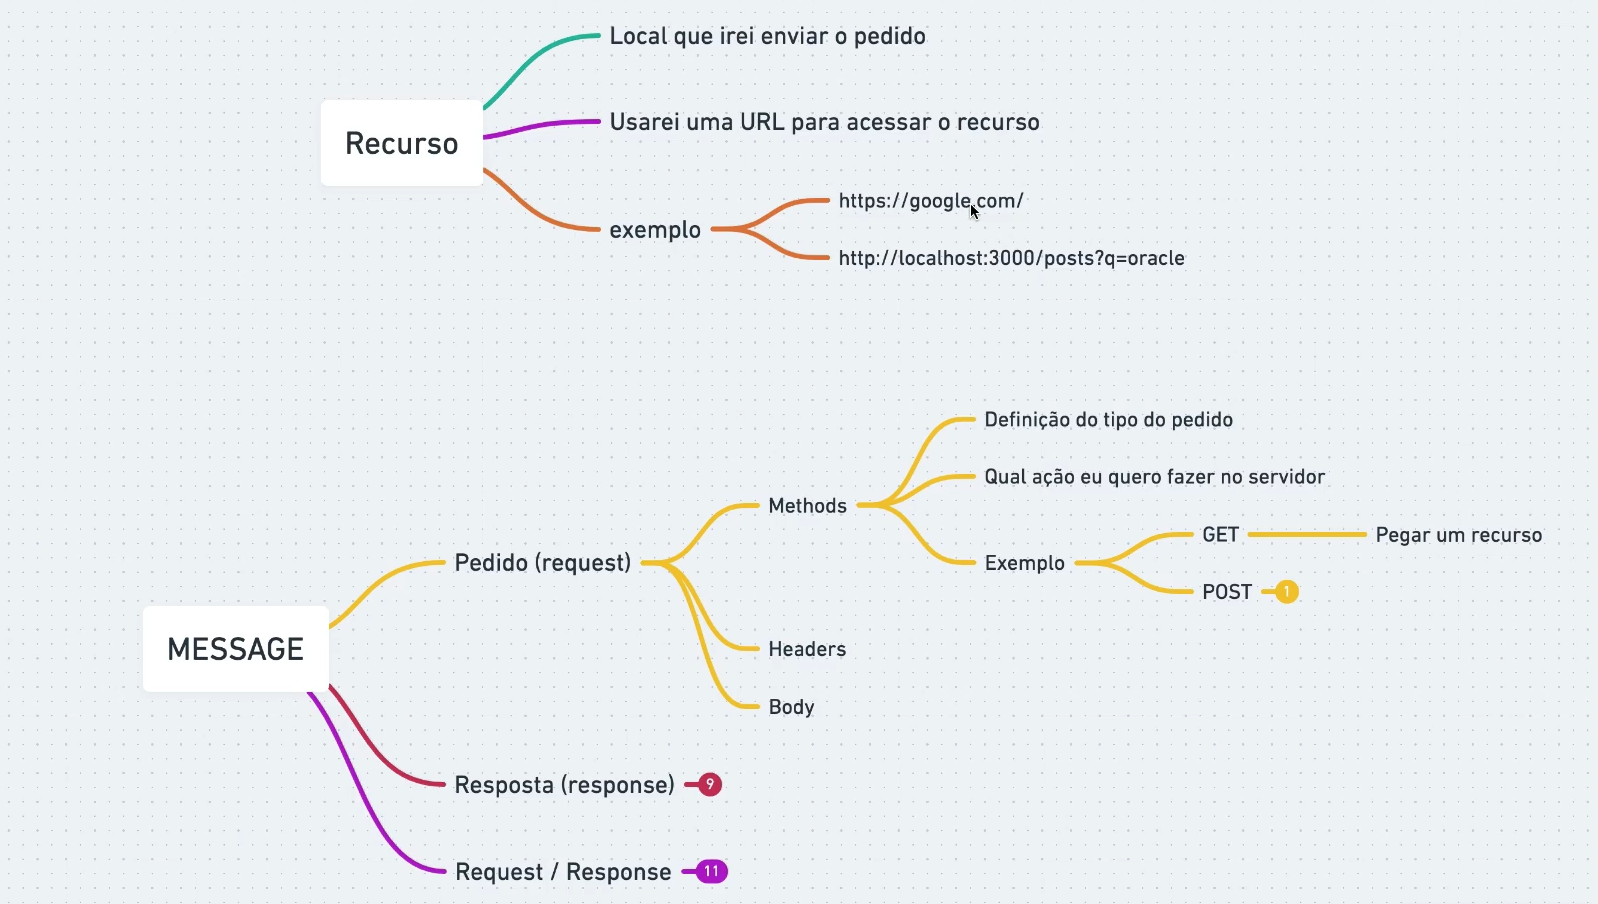 Local que irei enviar o pedido
Usarei uma URL para acessar o recurso
Recurso
https://google.com/
exemplo
http://localhost:3000/posts?q=oracle
Definição do tipo do pedido
Qual ação eu quero fazer no servidor
Methods
GET
Pegar um recurso
Pedido (request)
Exemplo
POST
1
MESSAGE
Headers
Body
Resposta (response)
9
Request / Response
11